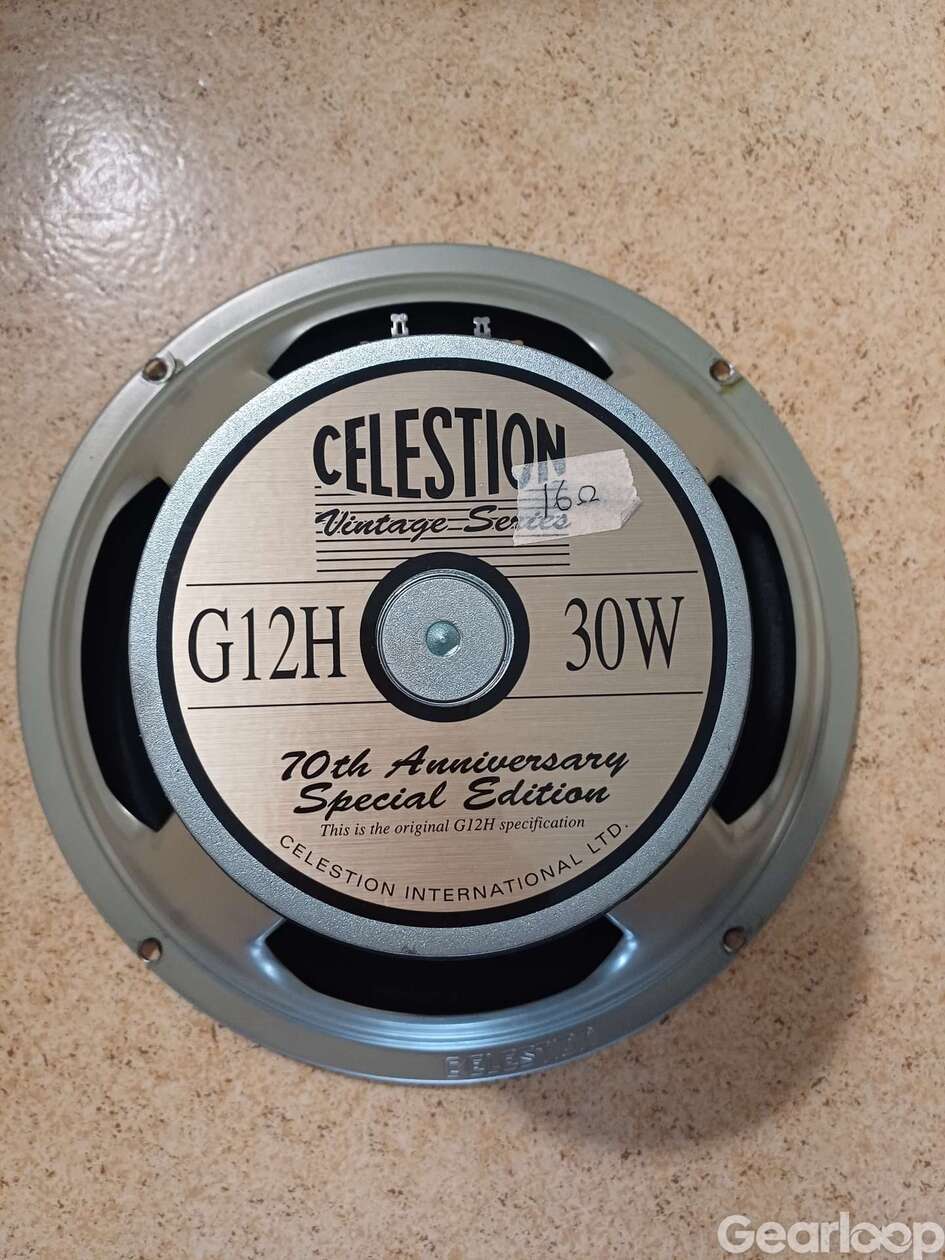 CELESTION
16Ω
Vintage Series
G12H 30W
70th Anniversary
Special Edition
This is the original G12H specification
CELESTION INTERNATIONAL LTD.
CELESTION
Gearloop